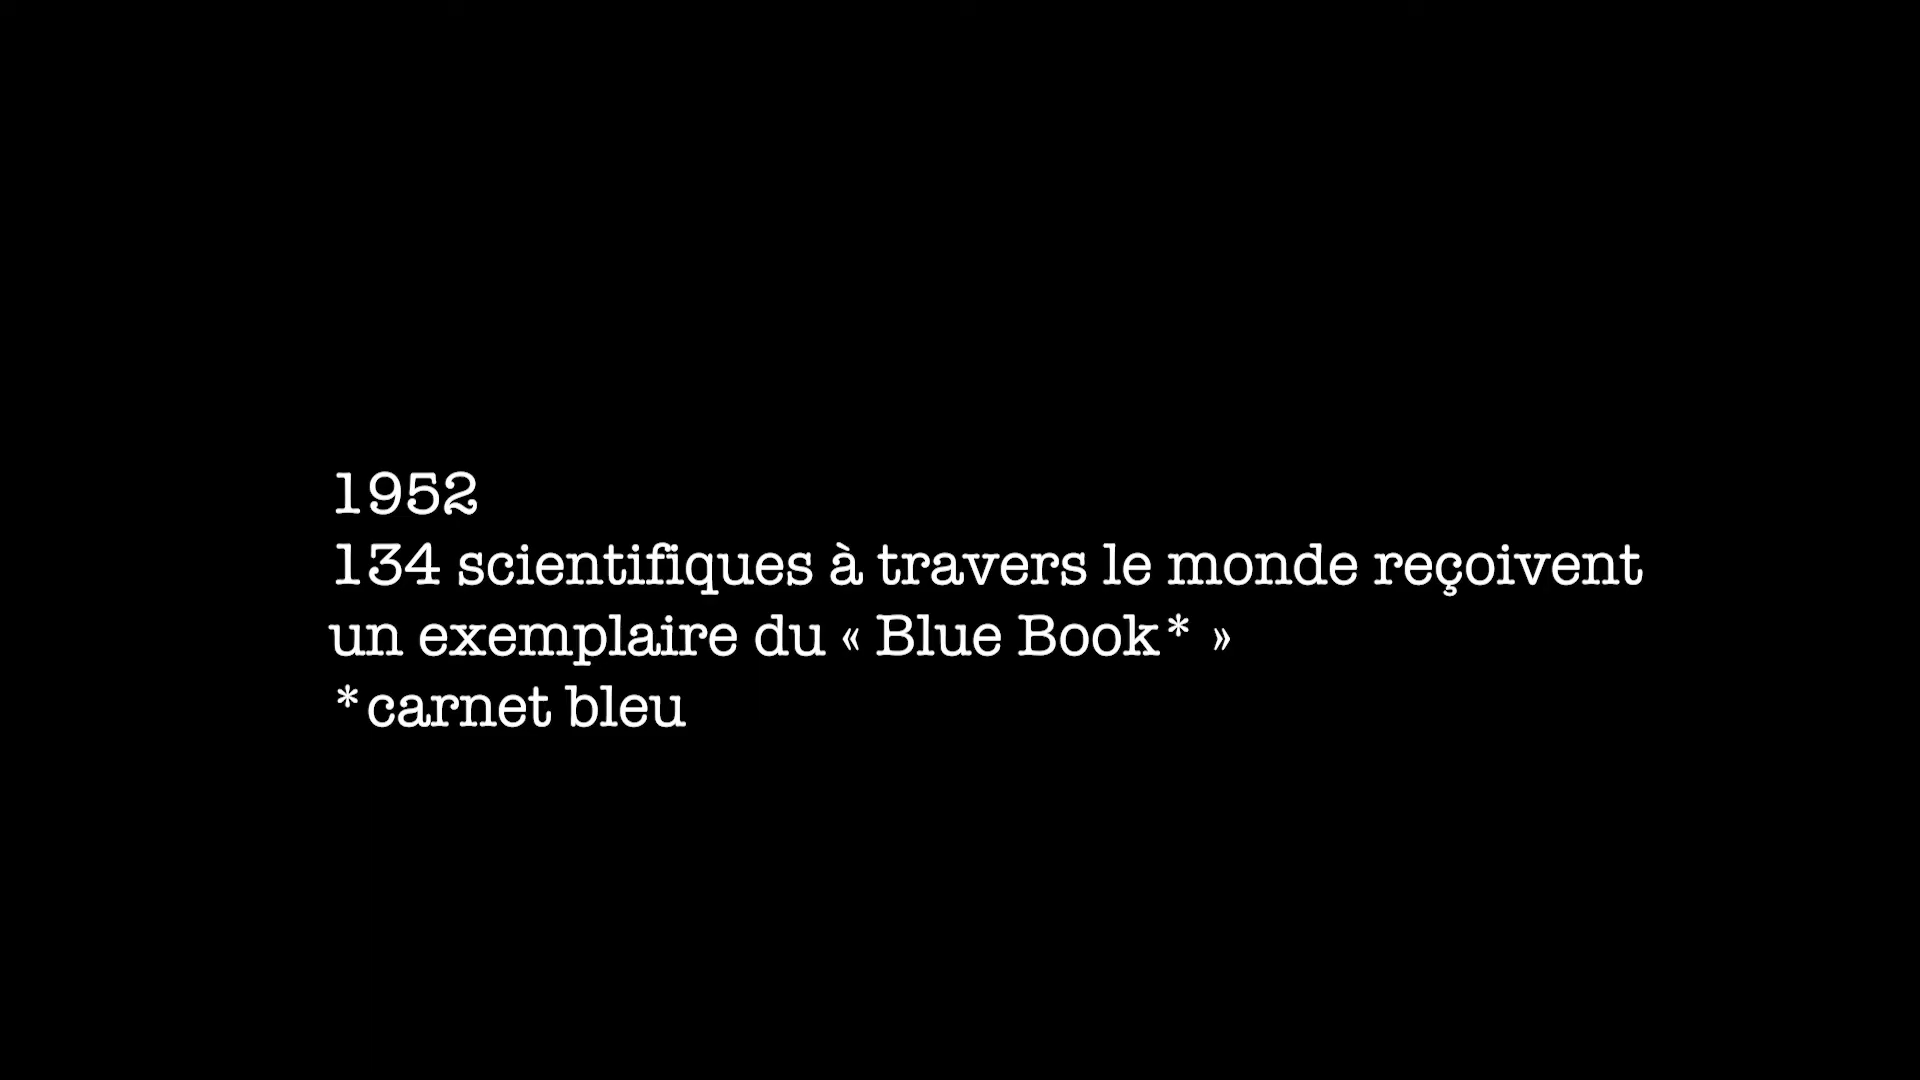 1952
134 scientifiques à travers le monde reçoivent
un exemplaire du « Blue Book* »
*carnet bleu